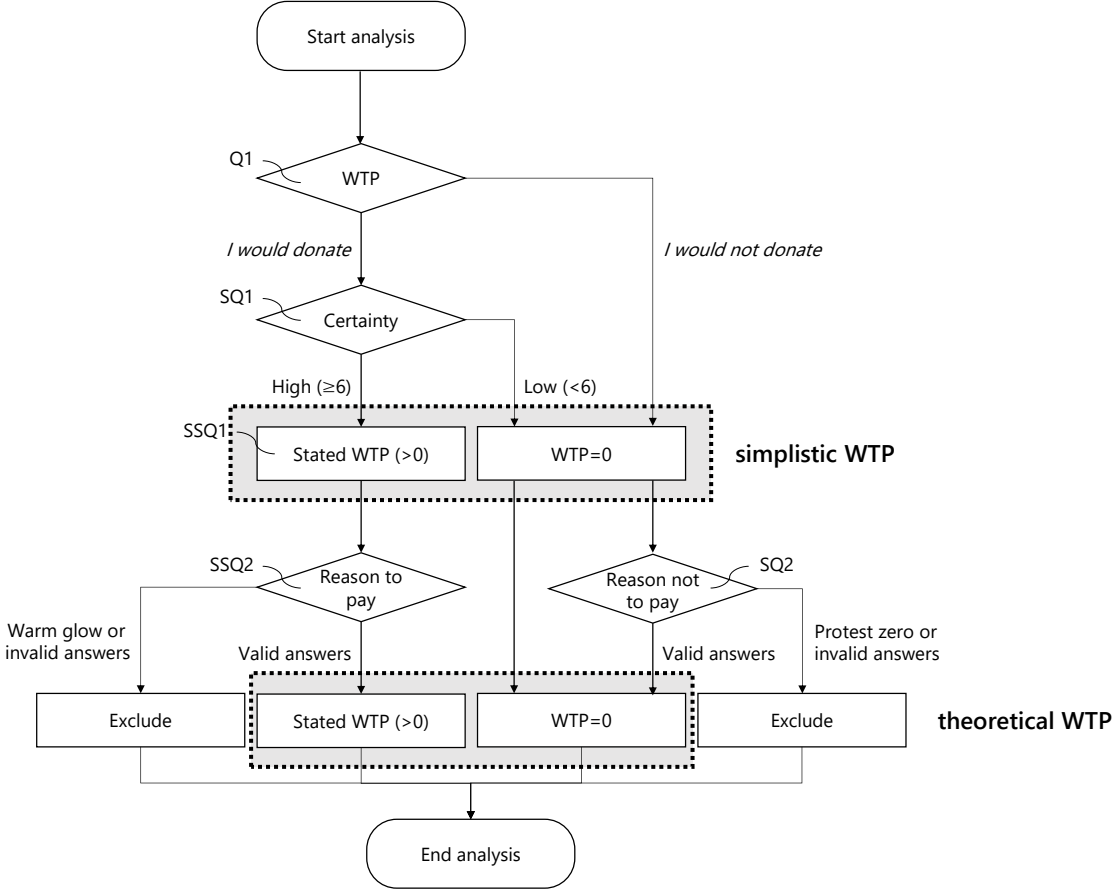 Start analysis
Q1
WTP
I would donate
I would not donate
SQ1
Certainty
High (≥6)
Low (<6)
SSQ1
Stated WTP (>0)
WTP=0
simplistic WTP
SSQ2
Reason to
pay
SQ2
Reason not
to pay
Warm glow or
invalid answers
Valid answers
Valid answers
Protest zero or
invalid answers
Exclude
Stated WTP (>0)
WTP=0
Exclude
theoretical WTP
End analysis